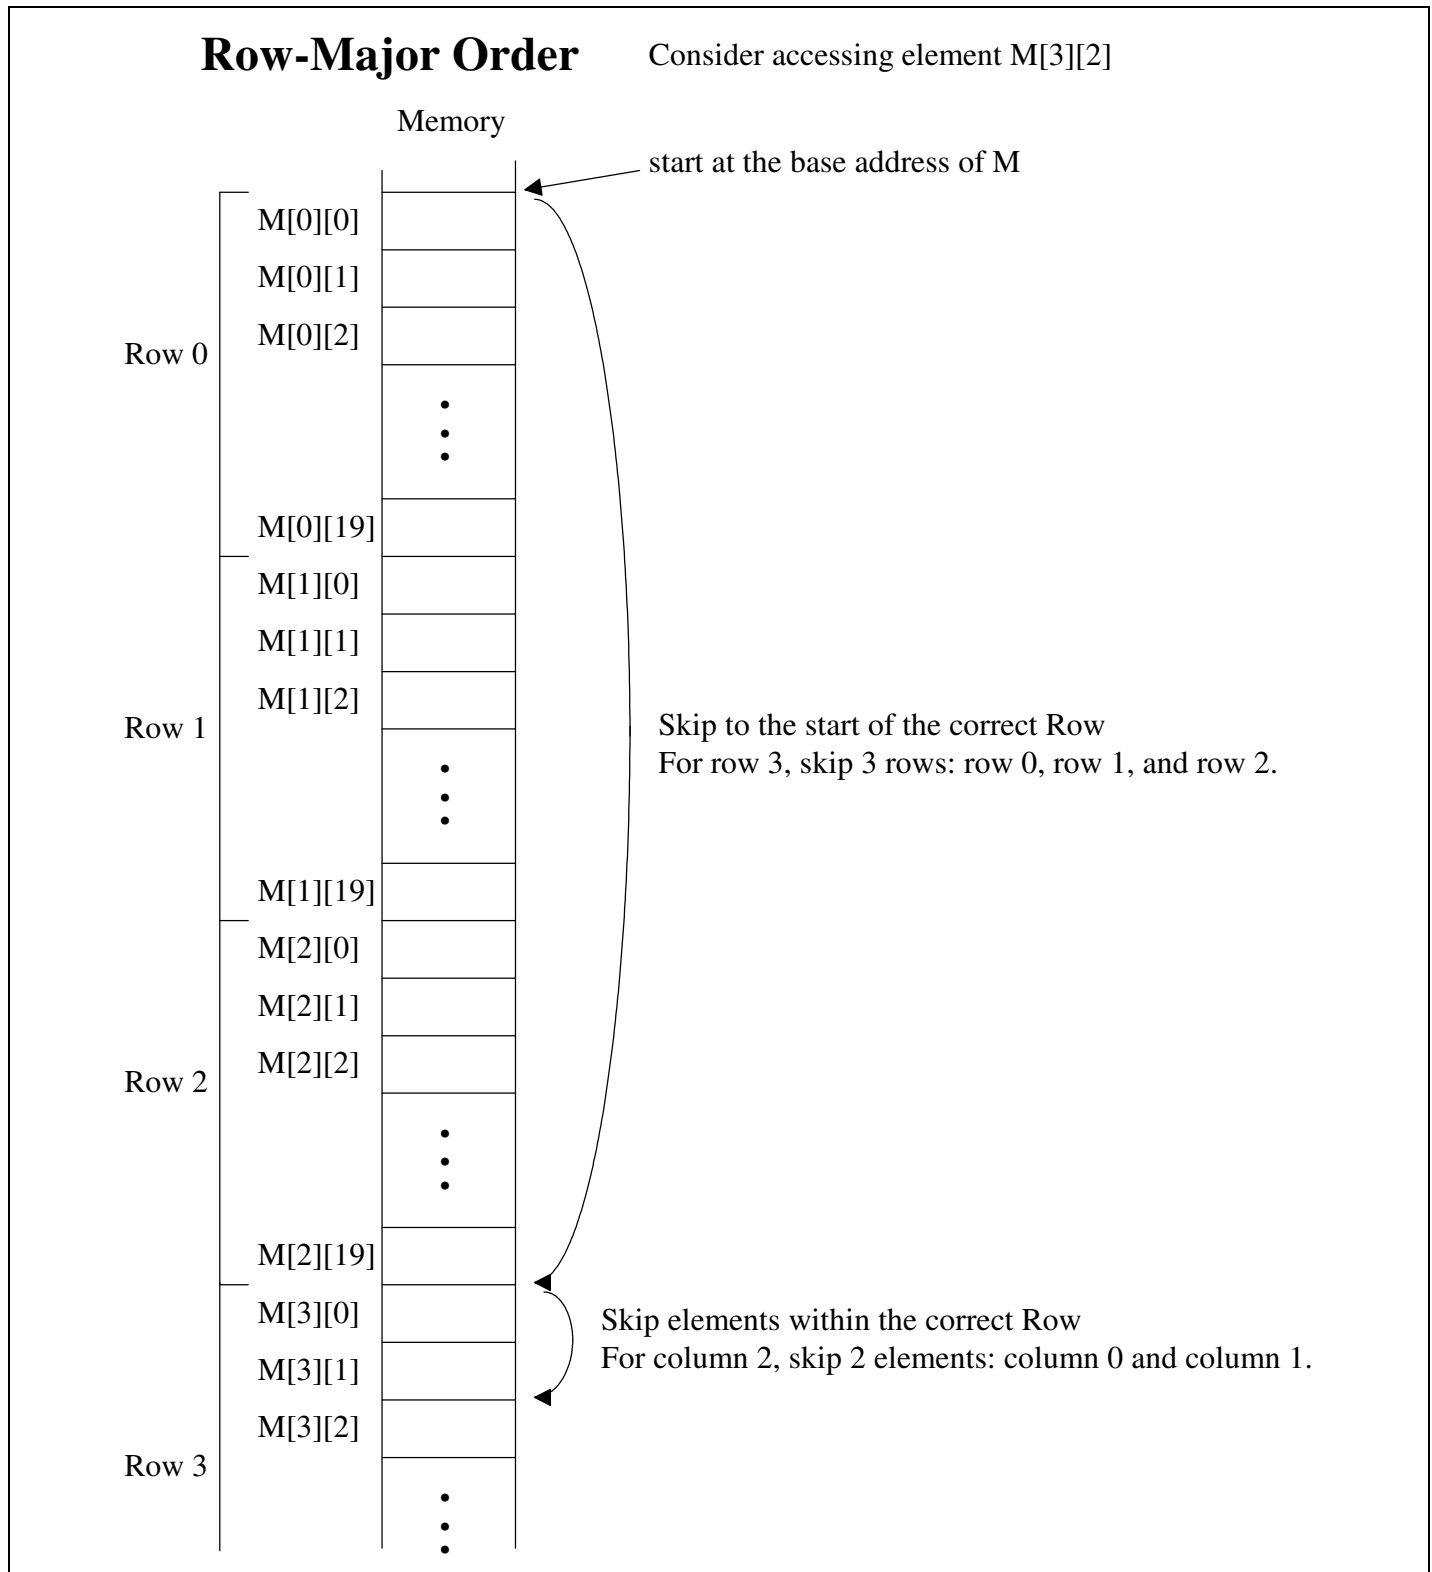 Row-Major Order
Consider accessing element M[3][2]
Memory
start at the base address of M
M[0][0]
M[0][1]
M[0][2]
Row 0
M[0][19]
M[1][0]
M[1][1]
M[1][2]
Row 1
Skip to the start of the correct Row
For row 3, skip 3 rows: row 0, row 1, and row 2.
M[1][19]
M[2][0]
M[2][1]
M[2][2]
Row 2
M[2][19]
M[3][0]
Skip elements within the correct Row
For column 2, skip 2 elements: column 0 and column 1.
M[3][1]
M[3][2]
Row 3